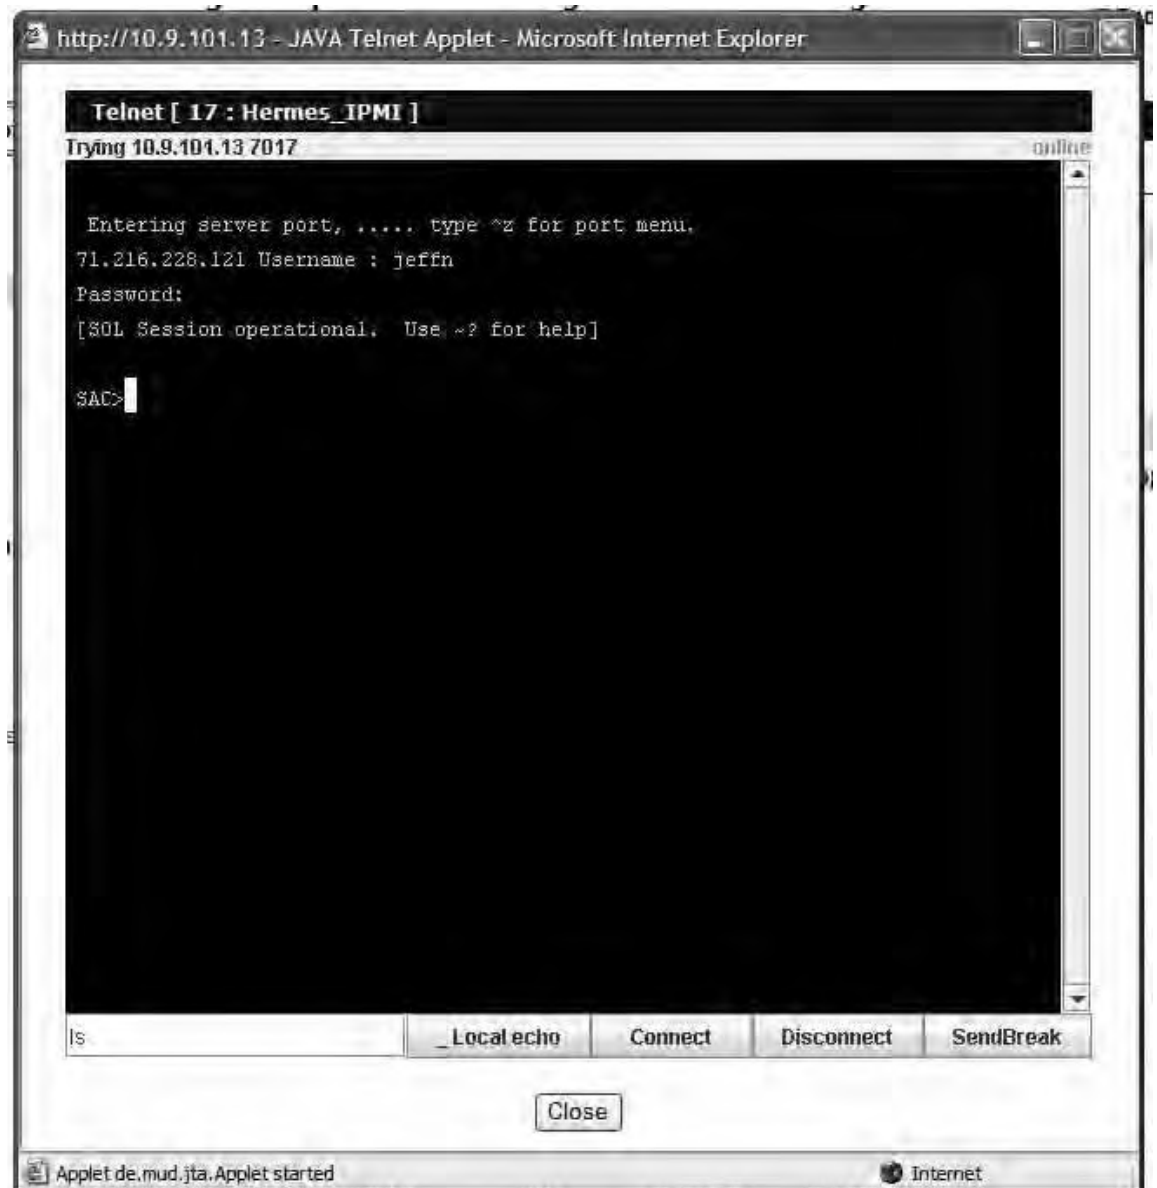 http://10.9.101.13 - JAVA Telnet Applet - Microsoft Internet Explorer
Telnet [ 17 : Hermes_IPMI ]
Trying 10.9.101.13 7017 online
Entering server port, ..... type ^z for port menu.
71.216.228.121 Username : jeffn
Password:
[SOL Session operational. Use ~? for help]
SAC>
ls _Local echo Connect Disconnect SendBreak
Close
Applet de.mud.jta.Applet started Internet